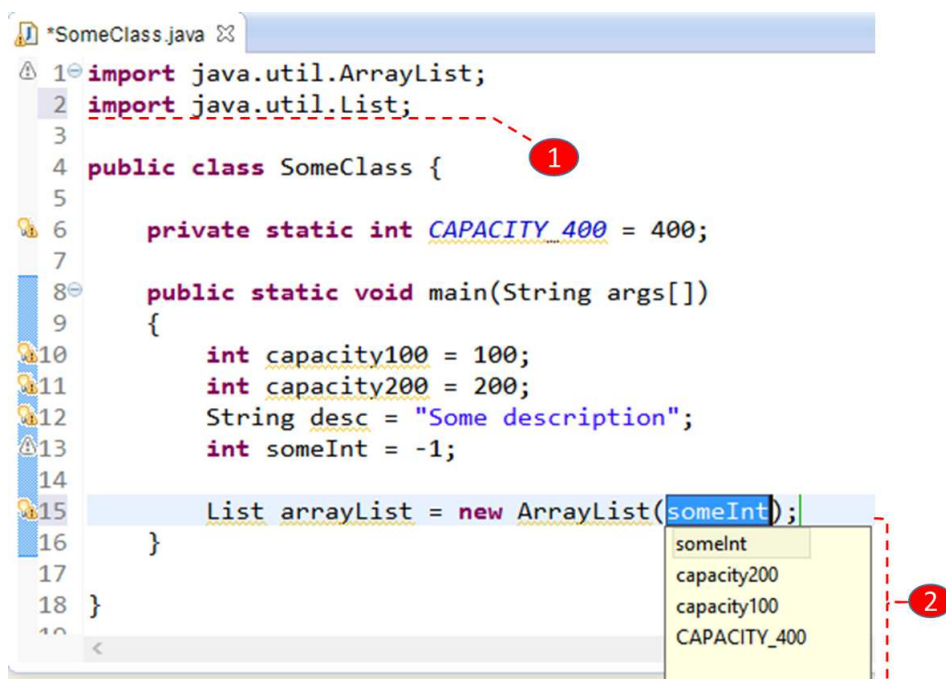 *SomeClass.java
1 import java.util.ArrayList;
2 import java.util.List;
1
3
4 public class SomeClass {
5
6 private static int CAPACITY_400 = 400;
7
8 public static void main(String args[])
9 {
10 int capacity100 = 100;
11 int capacity200 = 200;
12 String desc = "Some description";
13 int someInt = -1;
14
15 List arrayList = new ArrayList(someInt);
16 }
someInt
17
capacity200
18 }
capacity100
2
CAPACITY_400